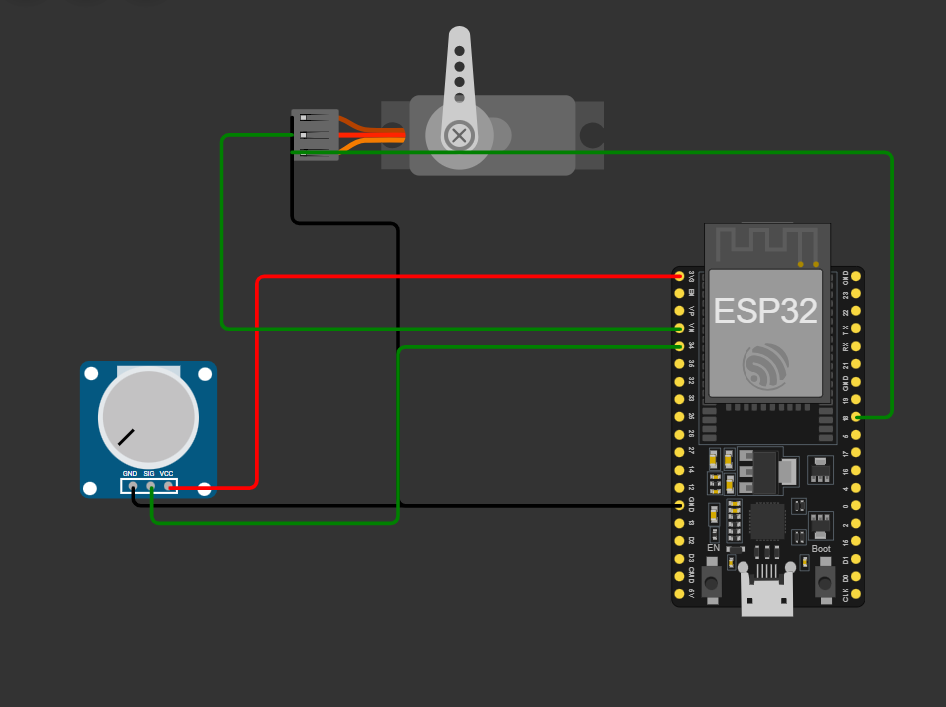 ESP32
3V3
EN
VP
VN
34
35
32
33
25
26
27
14
12
GND
13
D2
D3
CMD
5V
GND
23
22
TX
RX
21
GND
19
18
5
17
16
4
0
2
15
D1
D0
CLK
EN
Boot
GND SIG VCC